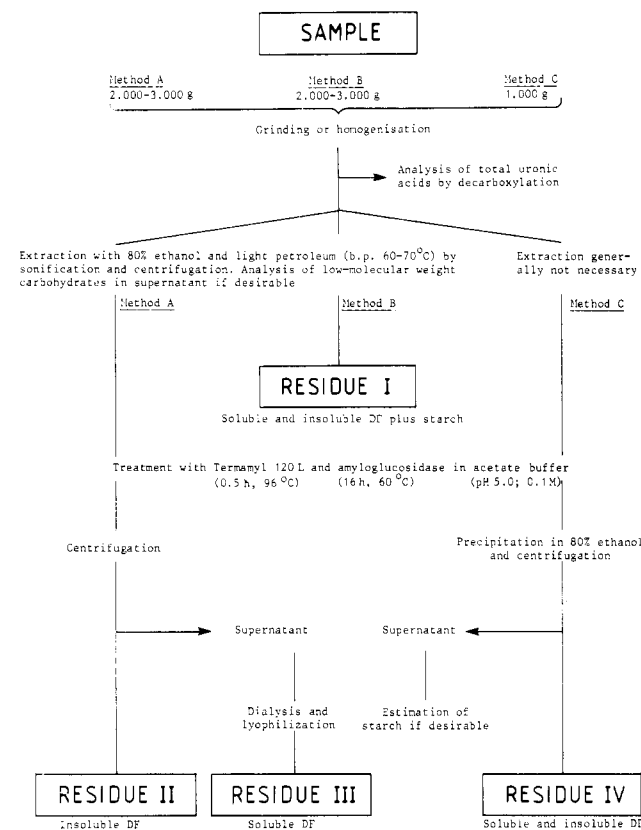 SAMPLE
Method A Method B Method C
2.000-3.000 g 2.000-3.000 g 1.000 g
Grinding or homogenisation
Analysis of total uronic
acids by decarboxylation
Extraction with 80% ethanol and light petroleum (b.p. 60-70°C) by
sonification and centrifugation. Analysis of low-molecular weight
carbohydrates in supernatant if desirable
Extraction gener-
ally not necessary
Method A Method B Method C
RESIDUE I
Soluble and insoluble DF plus starch
Treatment with Termamyl 120 L and amyloglucosidase in acetate buffer
(0.5 h, 96 °C) (16 h, 60 °C) (pH 5.0; 0.1M)
Centrifugation
Precipitation in 80% ethanol
and centrifugation
Supernatant Supernatant
Dialysis and
lyophilization
Estimation of
starch if desirable
RESIDUE II RESIDUE III RESIDUE IV
Insoluble DF Soluble DF Soluble and insoluble DF